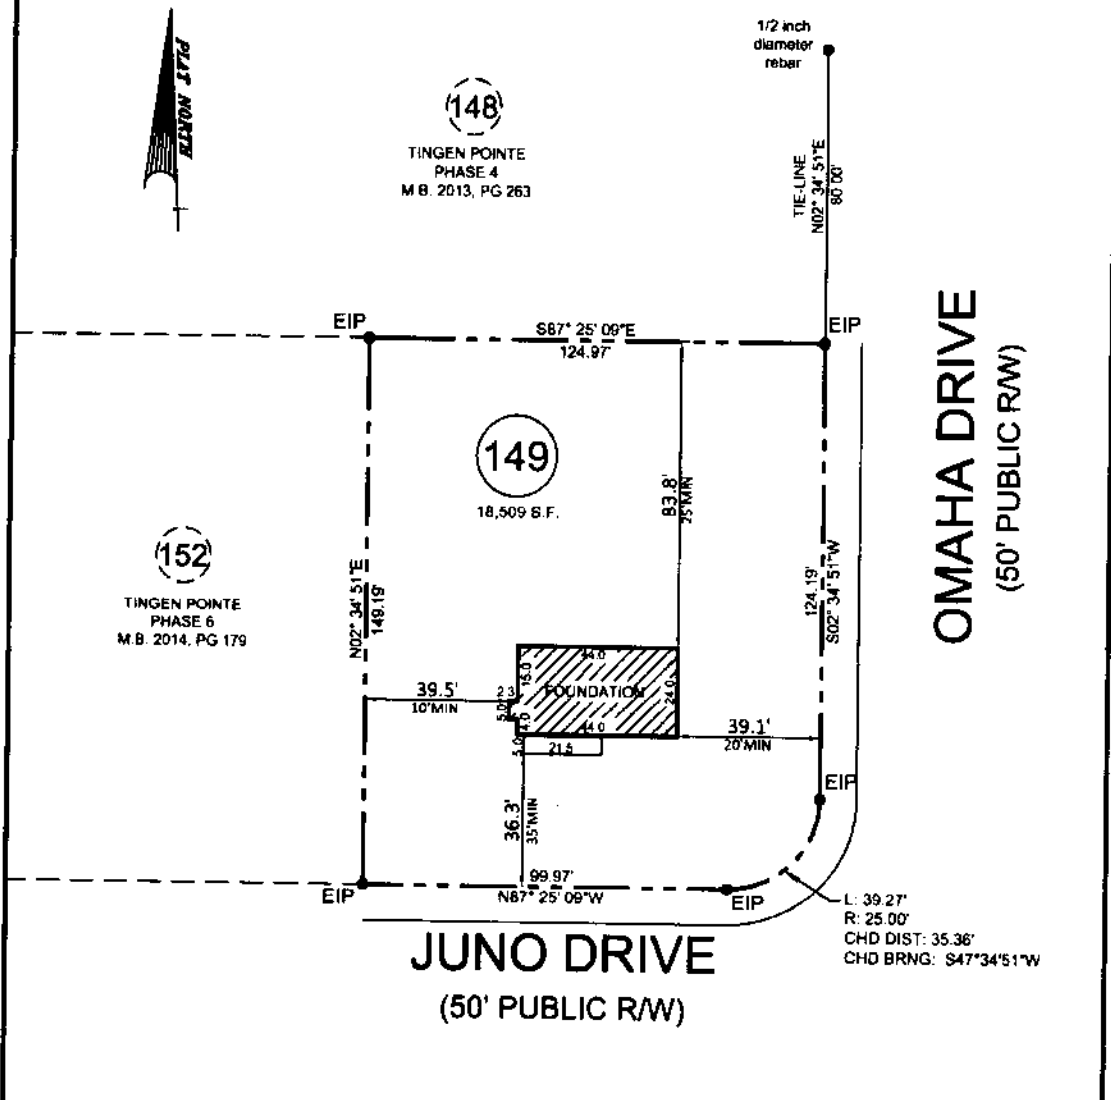 1/2 inch
diameter
rebar
PLAT NORTH
148
TINGEN POINTE
PHASE 4
M.B. 2013, PG 263
TIE-LINE
N02° 34' 51"E
80.00'
EIP
S87° 25' 09"E
124.97'
EIP
OMAHA DRIVE
(50' PUBLIC R/W)
149
18,509 S.F.
83.8'
25'MIN
152
TINGEN POINTE
PHASE 6
M.B. 2014, PG 179
N02° 34' 51"E
149.19'
124.19'
S02° 34' 51"W
44.0
15.0
FOUNDATION
24.0
39.5'
10'MIN
2.3
5.0
4.0
44.0
39.1'
20'MIN
5.0
21.5
36.3'
35'MIN
EIP
99.97'
N87° 25' 09"W
EIP
EIP
L: 39.27'
R: 25.00'
CHD DIST: 35.36'
CHD BRNG: S47°34'51"W
JUNO DRIVE
(50' PUBLIC R/W)